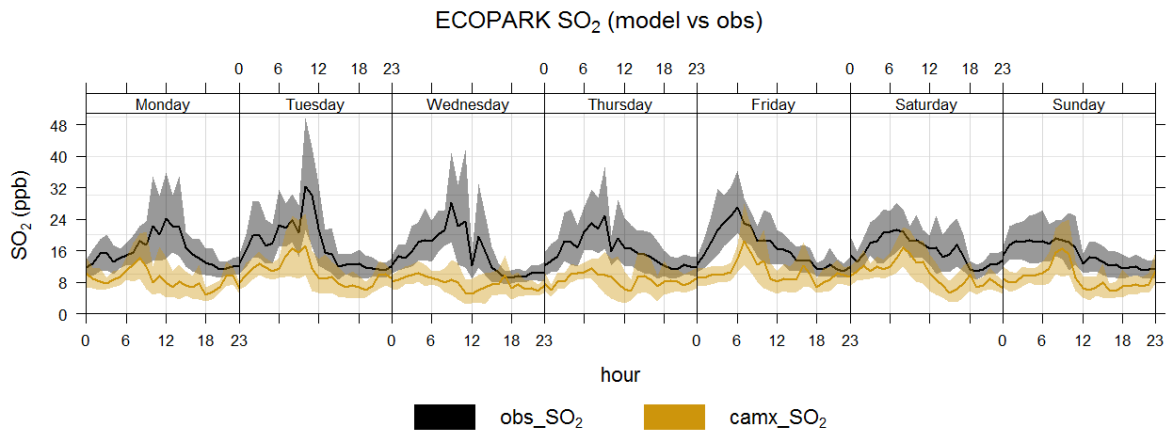 ECOPARK SO₂ (model vs obs)
0 6 12 18 23 0 6 12 18 23 0 6 12 18 23
Monday Tuesday Wednesday Thursday Friday Saturday Sunday
48
40
32
24
16
10
8
0
SO₂ (ppb)
0 6 12 18 23 0 6 12 18 23 0 6 12 18 23 0 6 12 18 23
hour
obs_SO₂ camx_SO₂